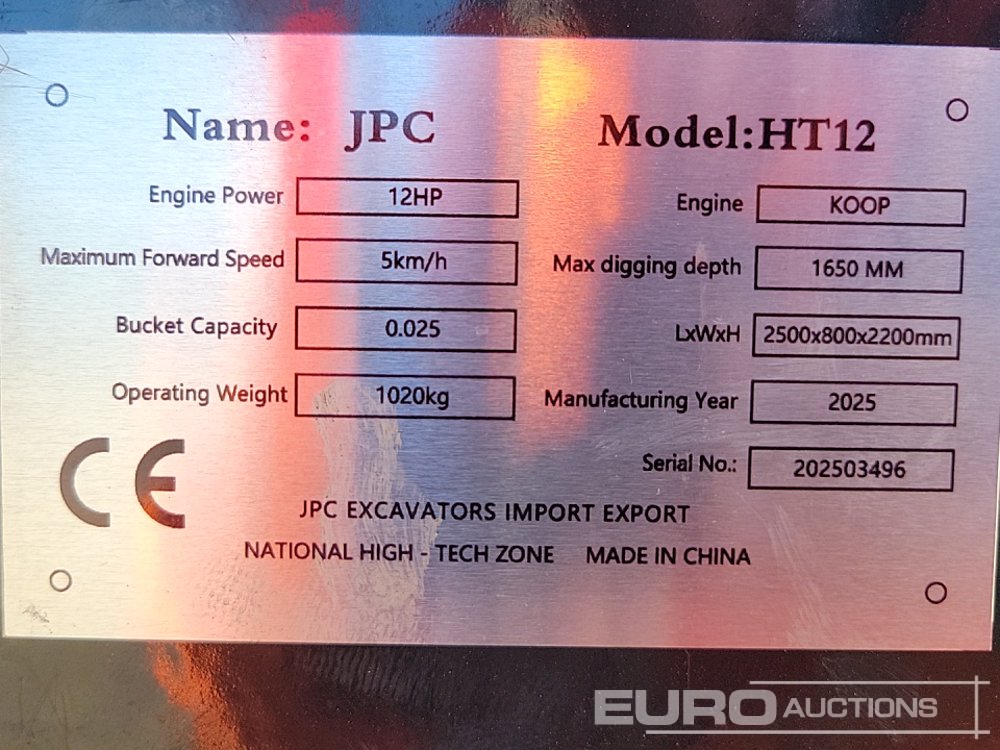 Name: JPC Model:HT12
Engine Power 12HP Engine KOOP
Maximum Forward Speed 5km/h Max digging depth 1650 MM
Bucket Capacity 0.025 LxWxH 2500x800x2200mm
Operating Weight 1020kg Manufacturing Year 2025
Serial No.: 202503496
CE
JPC EXCAVATORS IMPORT EXPORT
NATIONAL HIGH - TECH ZONE MADE IN CHINA
EURO AUCTIONS